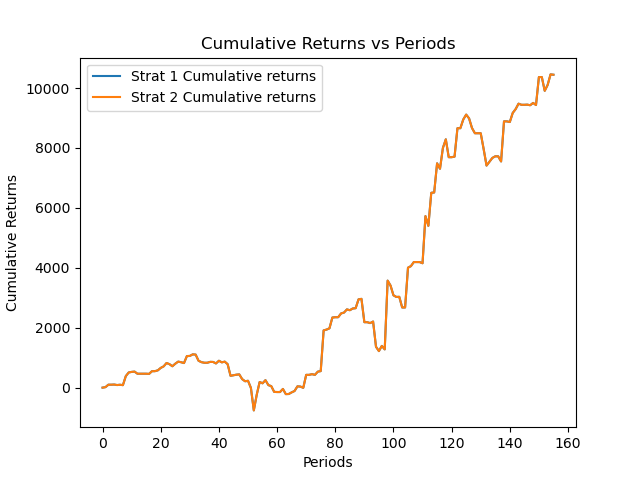 Cumulative Returns vs Periods
Strat 1 Cumulative returns
Strat 2 Cumulative returns
10000
8000
6000
4000
2000
0
Cumulative Returns
0 20 40 60 80 100 120 140 160
Periods